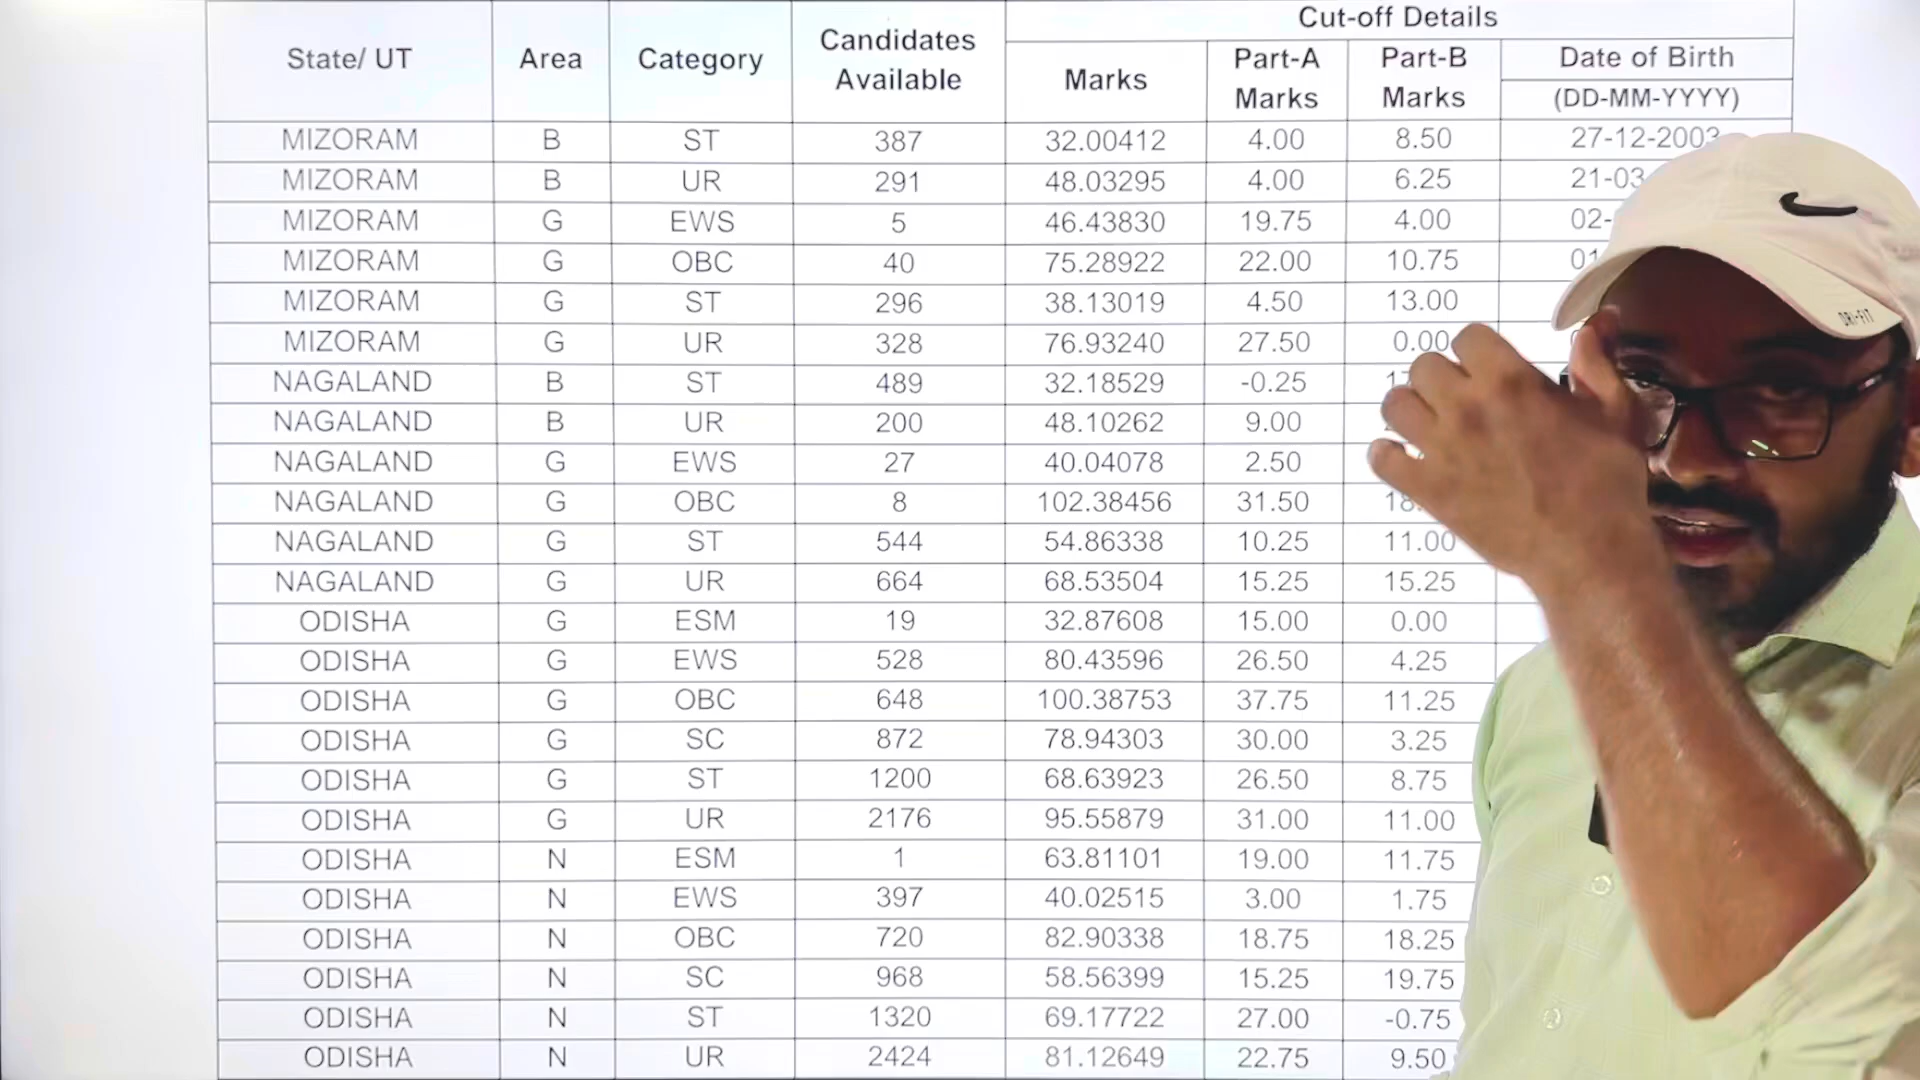 State/ UT Area Category Candidates Available Cut-off Details
Marks Part-A Marks Part-B Marks Date of Birth
(DD-MM-YYYY)
MIZORAM B ST 387 32.00412 4.00 8.50 27-12-2003
MIZORAM B UR 291 48.03295 4.00 6.25 21-03
MIZORAM G EWS 5 46.43830 19.75 4.00 02-
MIZORAM G OBC 40 75.28922 22.00 10.75 01
MIZORAM G ST 296 38.13019 4.50 13.00
MIZORAM G UR 328 76.93240 27.50 0.00
NAGALAND B ST 489 32.18529 -0.25
NAGALAND B UR 200 48.10262 9.00
NAGALAND G EWS 27 40.04078 2.50
NAGALAND G OBC 8 102.38456 31.50 18.
NAGALAND G ST 544 54.86338 10.25 11.00
NAGALAND G UR 664 68.53504 15.25 15.25
ODISHA G ESM 19 32.87608 15.00 0.00
ODISHA G EWS 528 80.43596 26.50 4.25
ODISHA G OBC 648 100.38753 37.75 11.25
ODISHA G SC 872 78.94303 30.00 3.25
ODISHA G ST 1200 68.63923 26.50 8.75
ODISHA G UR 2176 95.55879 31.00 11.00
ODISHA N ESM 1 63.81101 19.00 11.75
ODISHA N EWS 397 40.02515 3.00 1.75
ODISHA N OBC 720 82.90338 18.75 18.25
ODISHA N SC 968 58.56399 15.25 19.75
ODISHA N ST 1320 69.17722 27.00 -0.75
ODISHA N UR 2424 81.12649 22.75 9.50
DRI-FIT